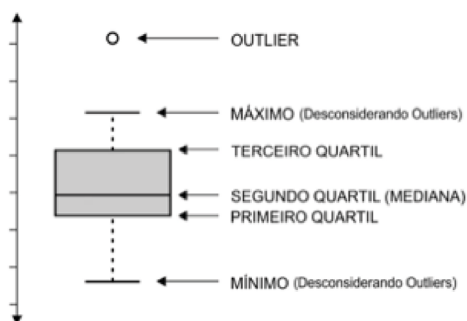 OUTLIER
MÁXIMO (Desconsiderando Outliers)
TERCEIRO QUARTIL
SEGUNDO QUARTIL (MEDIANA)
PRIMEIRO QUARTIL
MÍNIMO (Desconsiderando Outliers)